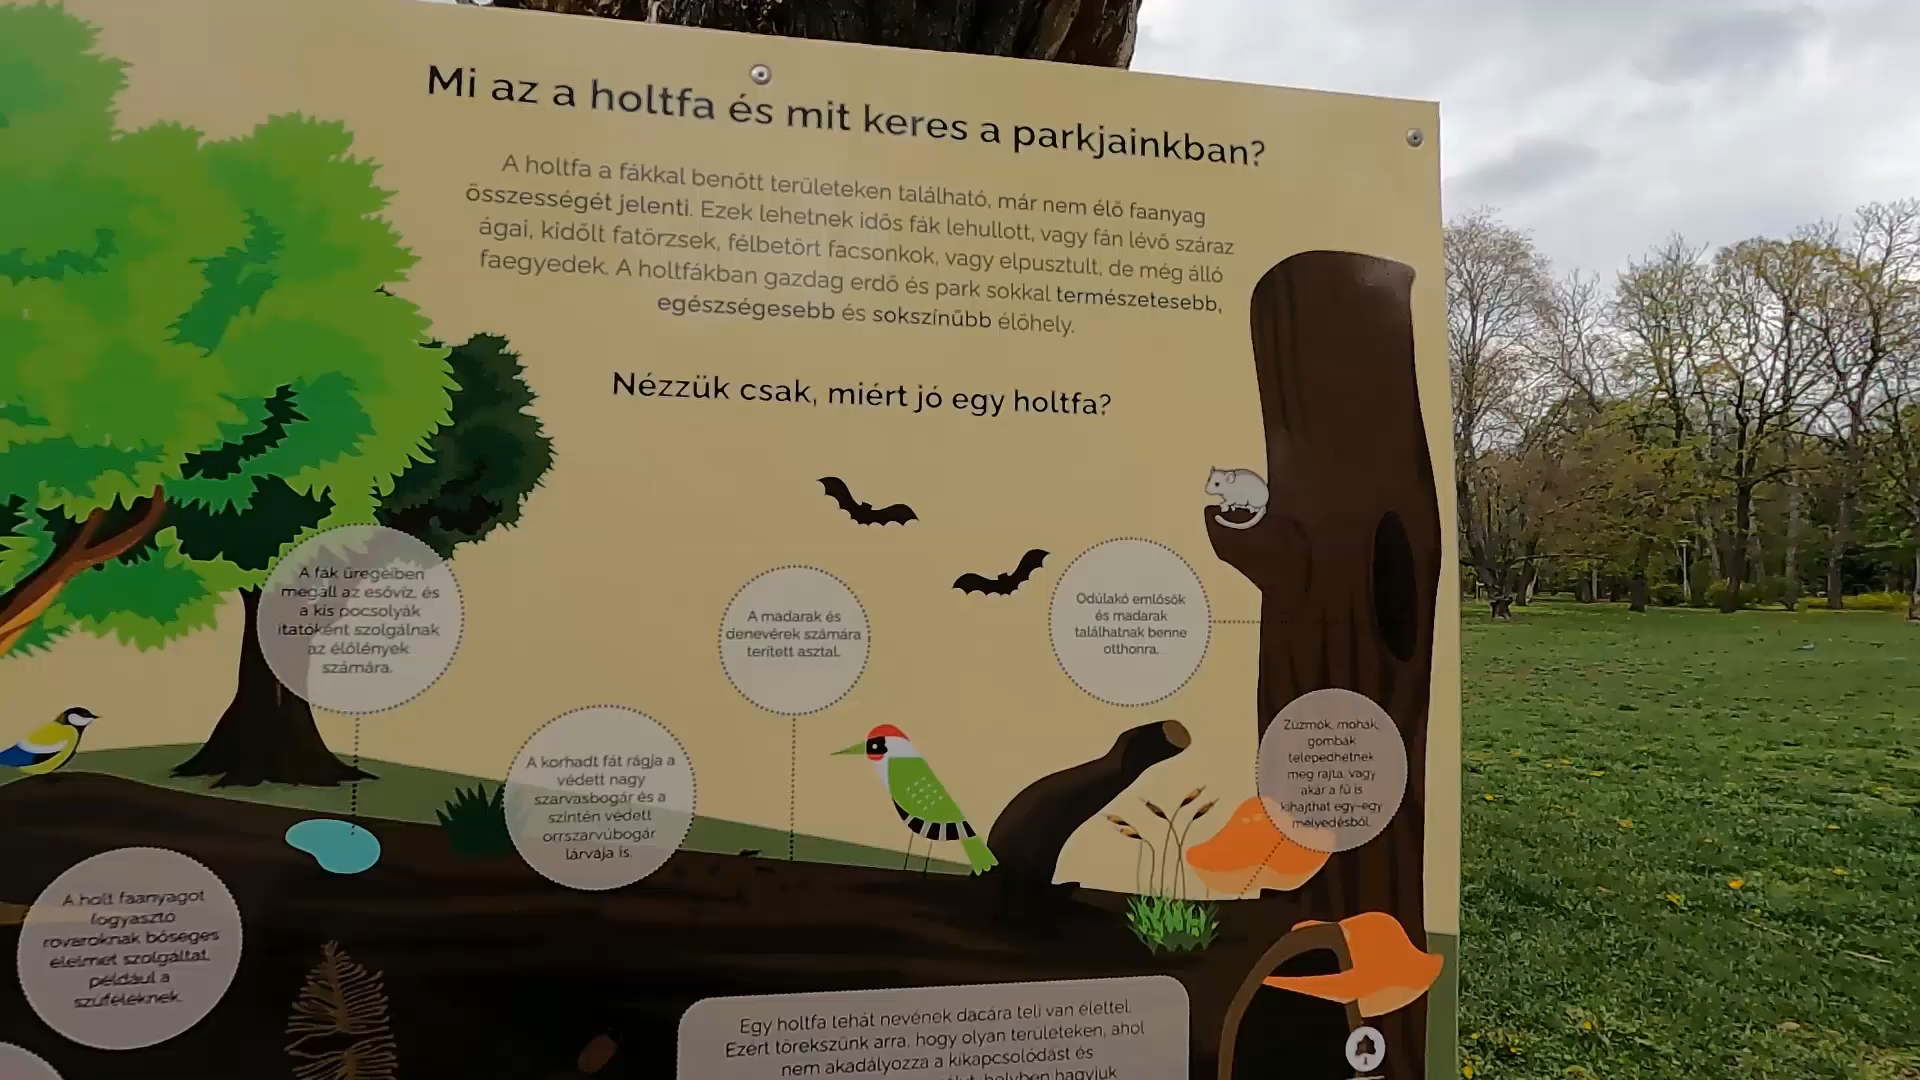 Mi az a holtfa és mit keres a parkjainkban?
A holtfa a fákkal benőtt területeken található, már nem élő faanyag
összességét jelenti. Ezek lehetnek idős fák lehullott, vagy fán lévő száraz
ágai, kidőlt fatörzsek, félbetört facsonkok, vagy elpusztult, de még álló
faegyedek. A holtfákban gazdag erdő és park sokkal természetesebb,
egészségesebb és sokszínűbb élőhely.
Nézzük csak, miért jó egy holtfa?
A fák üregeiben
megáll az esővíz, és
a kis pocsolyák
itatóként szolgálnak
az élőlények
számára.
A madarak és
denevérek számára
terített asztal.
Odúlakó emlősök
és madarak
találhatnak benne
otthonra.
A korhadt fát rágja a
védett nagy
szarvasbogár és a
szintén védett
orrszarvúbogár
lárvája is.
Zuzmók, mohák,
gombák
telepedhetnek
meg rajta, vagy
akár a fű is
kihajthat egy-egy
mélyedésből.
A holt faanyagot
fogyasztó
rovaroknak bőséges
élelmet szolgáltat,
például a
szúféléknek.
Egy holtfa tehát nevének dacára teli van élettel.
Ezért törekszünk arra, hogy olyan területeken, ahol
nem akadályozza a kikapcsolódást és
helyben hagyjuk